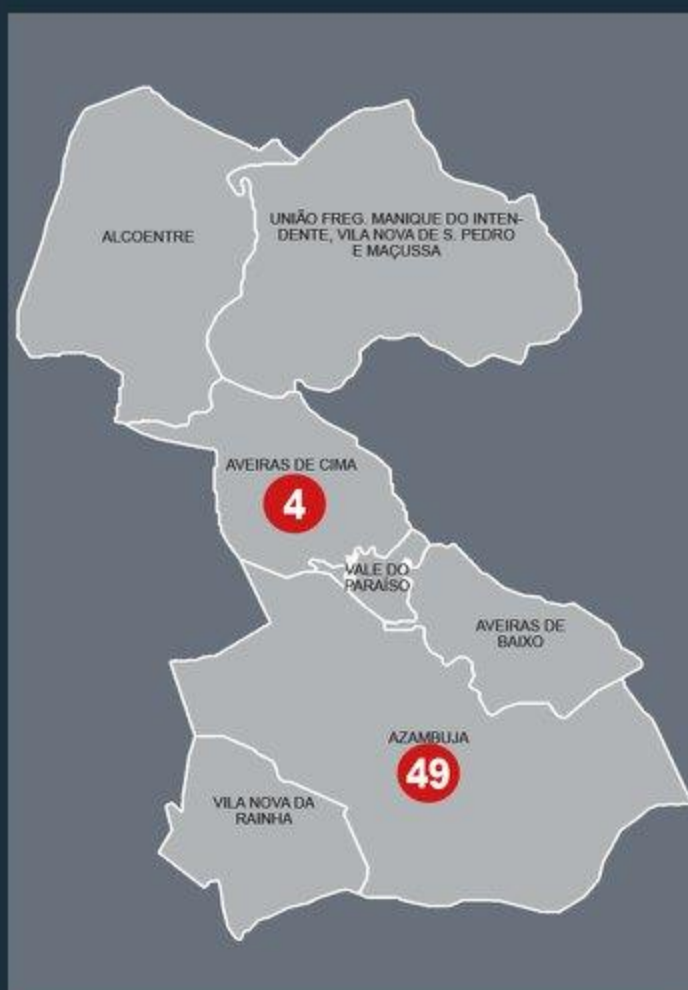 ALCOENTRE
UNIÃO FREG. MANIQUE DO INTEN-
DENTE, VILA NOVA DE S. PEDRO
E MAÇUSSA
AVEIRAS DE CIMA
4
VALE DO
PARAÍSO
AVEIRAS DE
BAIXO
AZAMBUJA
49
VILA NOVA DA
RAINHA